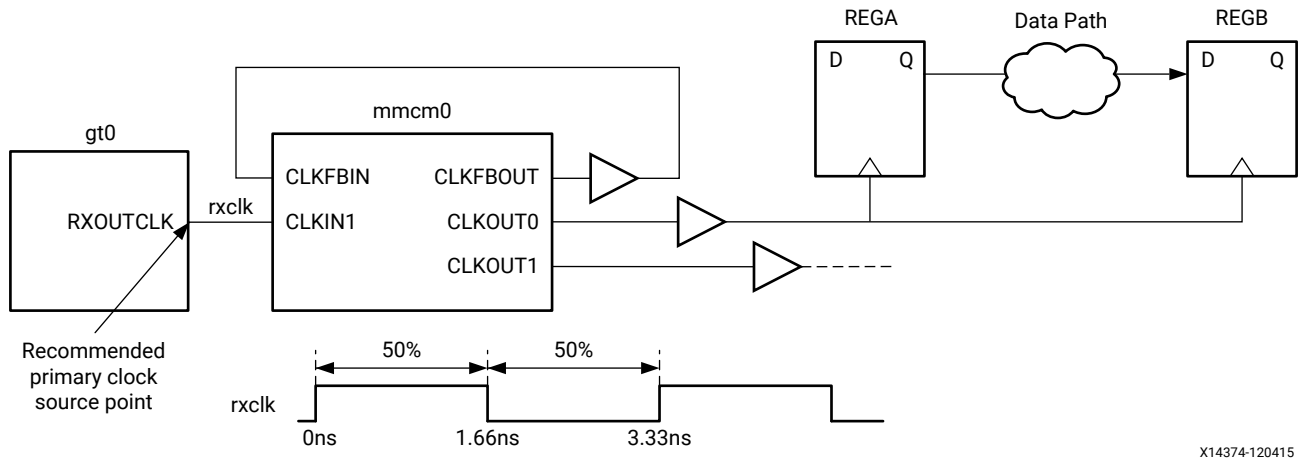 REGA
Data Path
REGB
D
Q
D
Q
mmcm0
gt0
CLKFBIN
CLKFBOUT
RXOUTCLK
rxclk
CLKIN1
CLKOUT0
CLKOUT1
Recommended
primary clock
source point
50%
50%
rxclk
0ns
1.66ns
3.33ns
X14374-120415